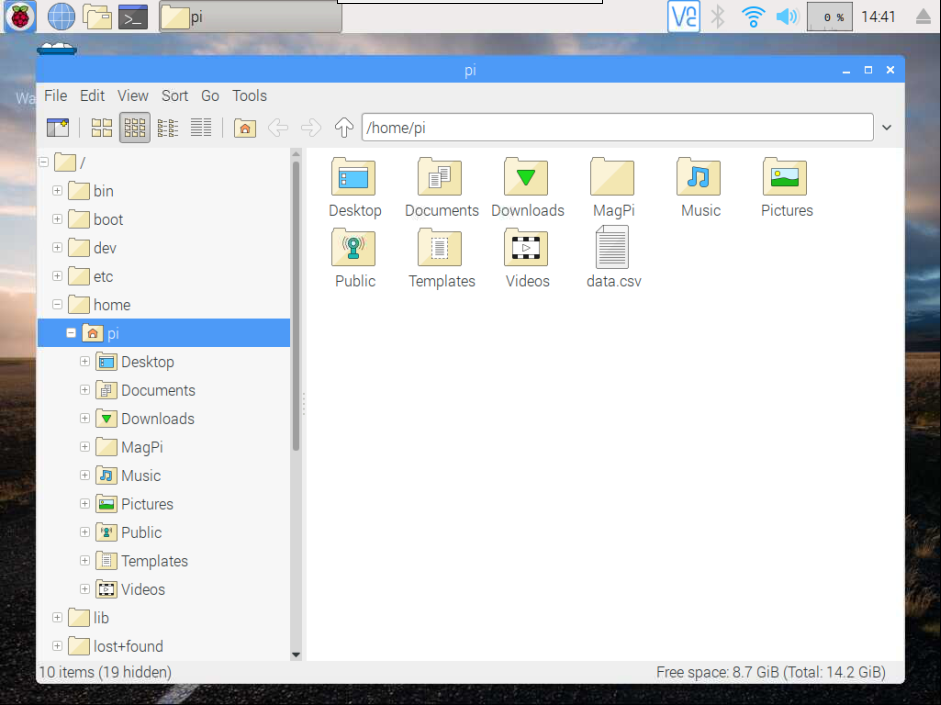 pi
0 %
14:41
pi
Wa
File Edit View Sort Go Tools
/home/pi
/
bin
boot
dev
etc
home
pi
Desktop
Documents
Downloads
MagPi
Music
Pictures
Public
Templates
Videos
lib
lost+found
Desktop Documents Downloads MagPi Music Pictures
Public Templates Videos data.csv
10 items (19 hidden)
Free space: 8.7 GiB (Total: 14.2 GiB)